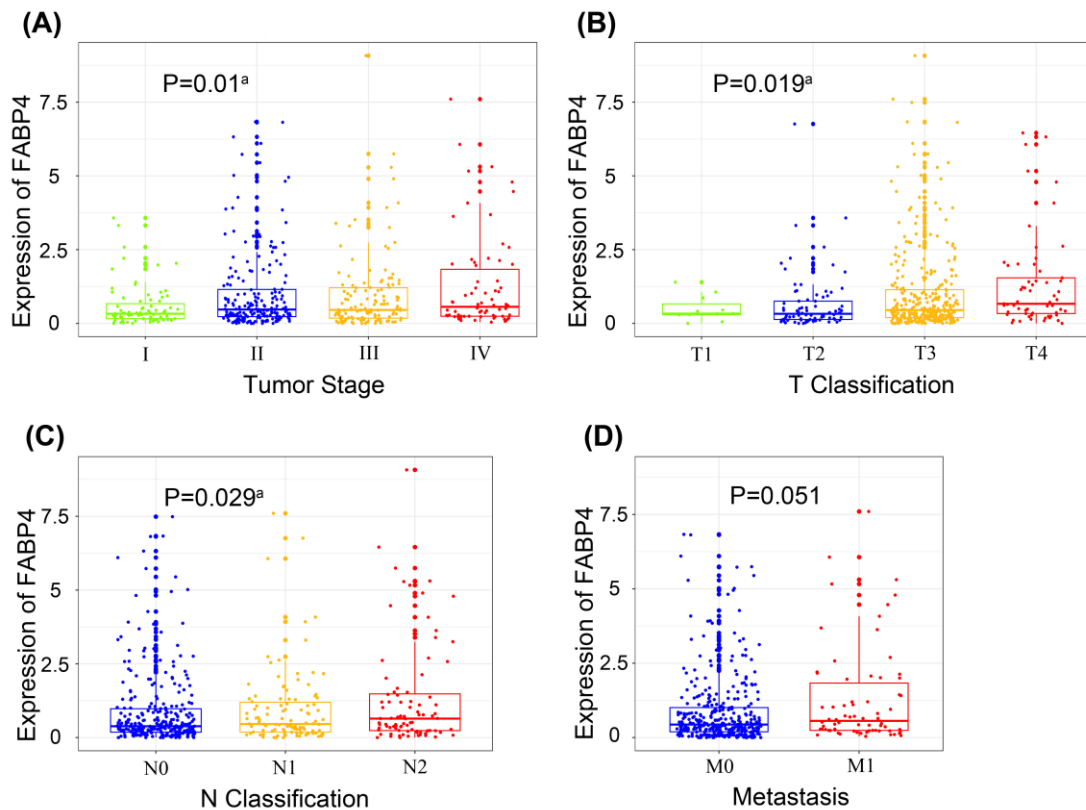 (A)
P=0.01ᵃ
Expression of FABP4
7.5
5
2.5
0
I II III IV
Tumor Stage
(B)
P=0.019ᵃ
Expression of FABP4
7.5
5
2.5
0
T1 T2 T3 T4
T Classification
(C)
P=0.029ᵃ
Expression of FABP4
7.5
5
2.5
0
N0 N1 N2
N Classification
(D)
P=0.051
Expression of FABP4
7.5
5
2.5
0
M0 M1
Metastasis